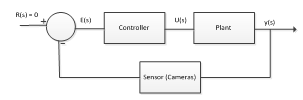 R(s) = 0
+
E(s)
Controller
U(s)
Plant
y(s)
−
Sensor (Cameras)